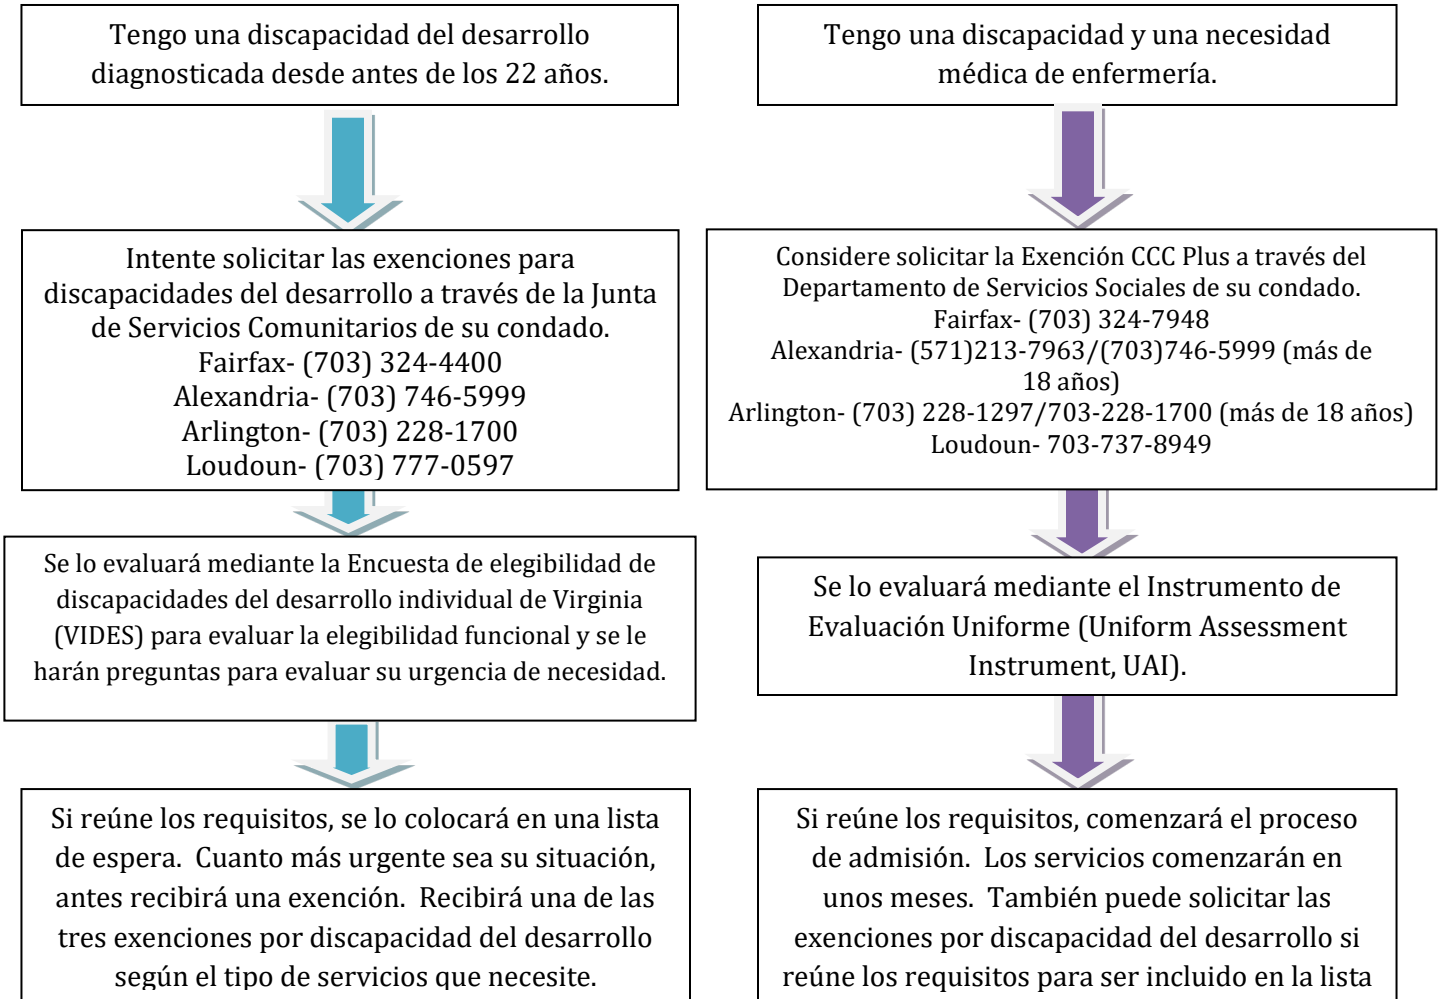 Tengo una discapacidad del desarrollo
diagnosticada desde antes de los 22 años.
Intente solicitar las exenciones para
discapacidades del desarrollo a través de la Junta
de Servicios Comunitarios de su condado.
Fairfax- (703) 324-4400
Alexandria- (703) 746-5999
Arlington- (703) 228-1700
Loudoun- (703) 777-0597
Se lo evaluará mediante la Encuesta de elegibilidad de
discapacidades del desarrollo individual de Virginia
(VIDES) para evaluar la elegibilidad funcional y se le
harán preguntas para evaluar su urgencia de necesidad.
Si reúne los requisitos, se lo colocará en una lista
de espera.  Cuanto más urgente sea su situación,
antes recibirá una exención.  Recibirá una de las
tres exenciones por discapacidad del desarrollo
según el tipo de servicios que necesite.
Tengo una discapacidad y una necesidad
médica de enfermería.
Considere solicitar la Exención CCC Plus a través del
Departamento de Servicios Sociales de su condado.
Fairfax- (703) 324-7948
Alexandria- (571)213-7963/(703)746-5999 (más de
18 años)
Arlington- (703) 228-1297/703-228-1700 (más de 18 años)
Loudoun- 703-737-8949
Se lo evaluará mediante el Instrumento de
Evaluación Uniforme (Uniform Assessment
Instrument, UAI).
Si reúne los requisitos, comenzará el proceso
de admisión.  Los servicios comenzarán en
unos meses.  También puede solicitar las
exenciones por discapacidad del desarrollo si
reúne los requisitos para ser incluido en la lista